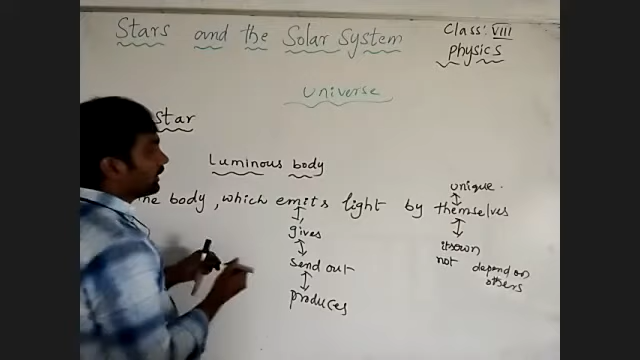 Stars and the Solar System
Class: VIII
physics
Universe
star
Luminous body
body, which emits light by themselves
unique.
gives
send out
produces
itsown
not depend on
others